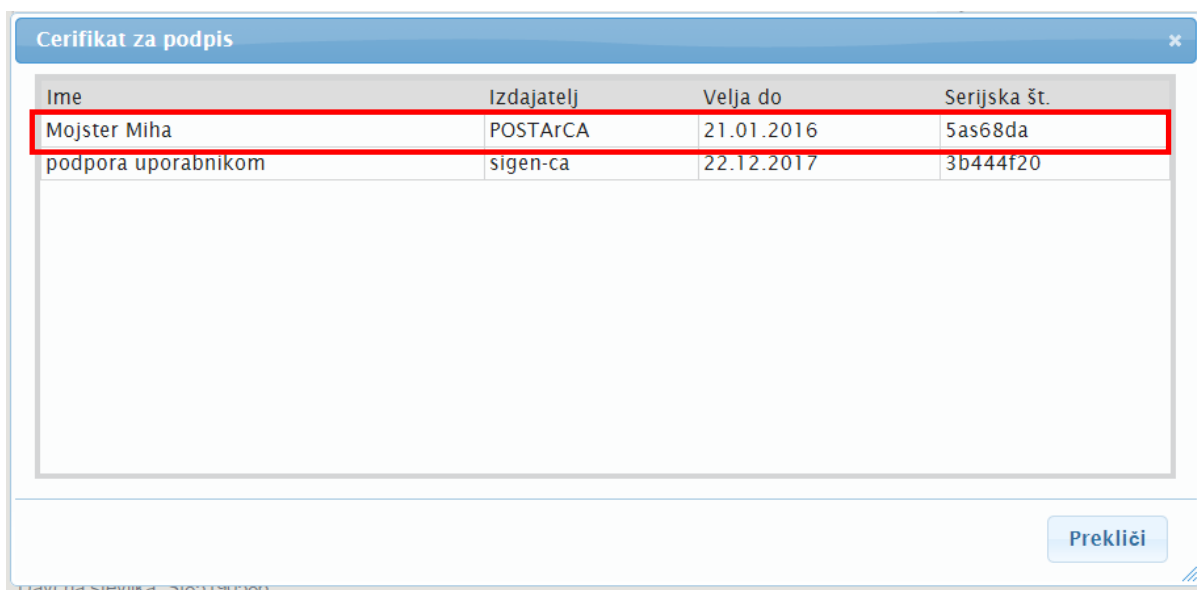 Cerifikat za podpis
Ime Izdajatelj Velja do Serijska št.
Mojster Miha POSTArCA 21.01.2016 5as68da
podpora uporabnikom sigen-ca 22.12.2017 3b444f20
Prekliči